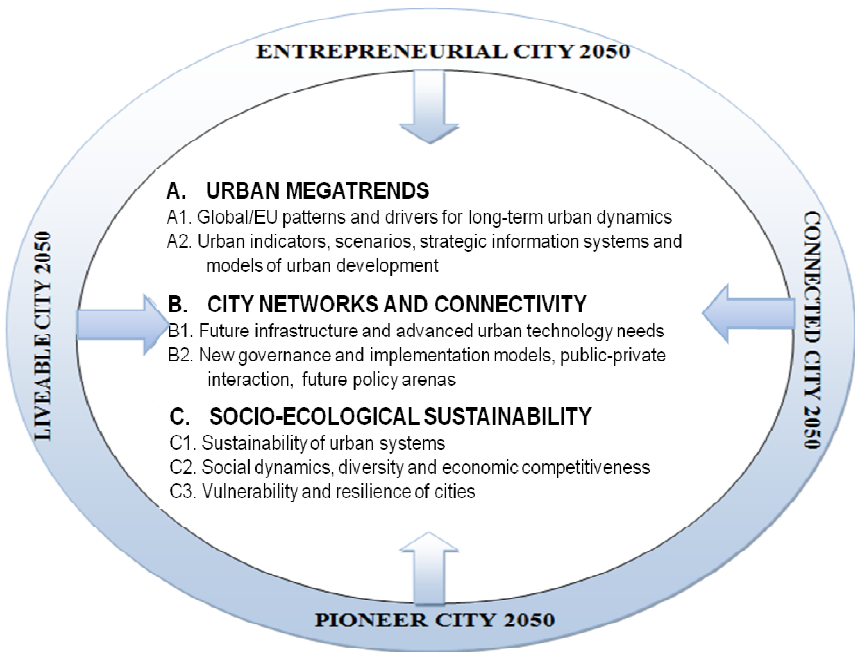 ENTREPRENEURIAL CITY 2050
A. URBAN MEGATRENDS
A1. Global/EU patterns and drivers for long-term urban dynamics
A2. Urban indicators, scenarios, strategic information systems and
models of urban development
LIVEABLE CITY 2050
CONNECTED CITY 2050
B. CITY NETWORKS AND CONNECTIVITY
B1. Future infrastructure and advanced urban technology needs
B2. New governance and implementation models, public-private
interaction, future policy arenas
C. SOCIO-ECOLOGICAL SUSTAINABILITY
C1. Sustainability of urban systems
C2. Social dynamics, diversity and economic competitiveness
C3. Vulnerability and resilience of cities
PIONEER CITY 2050